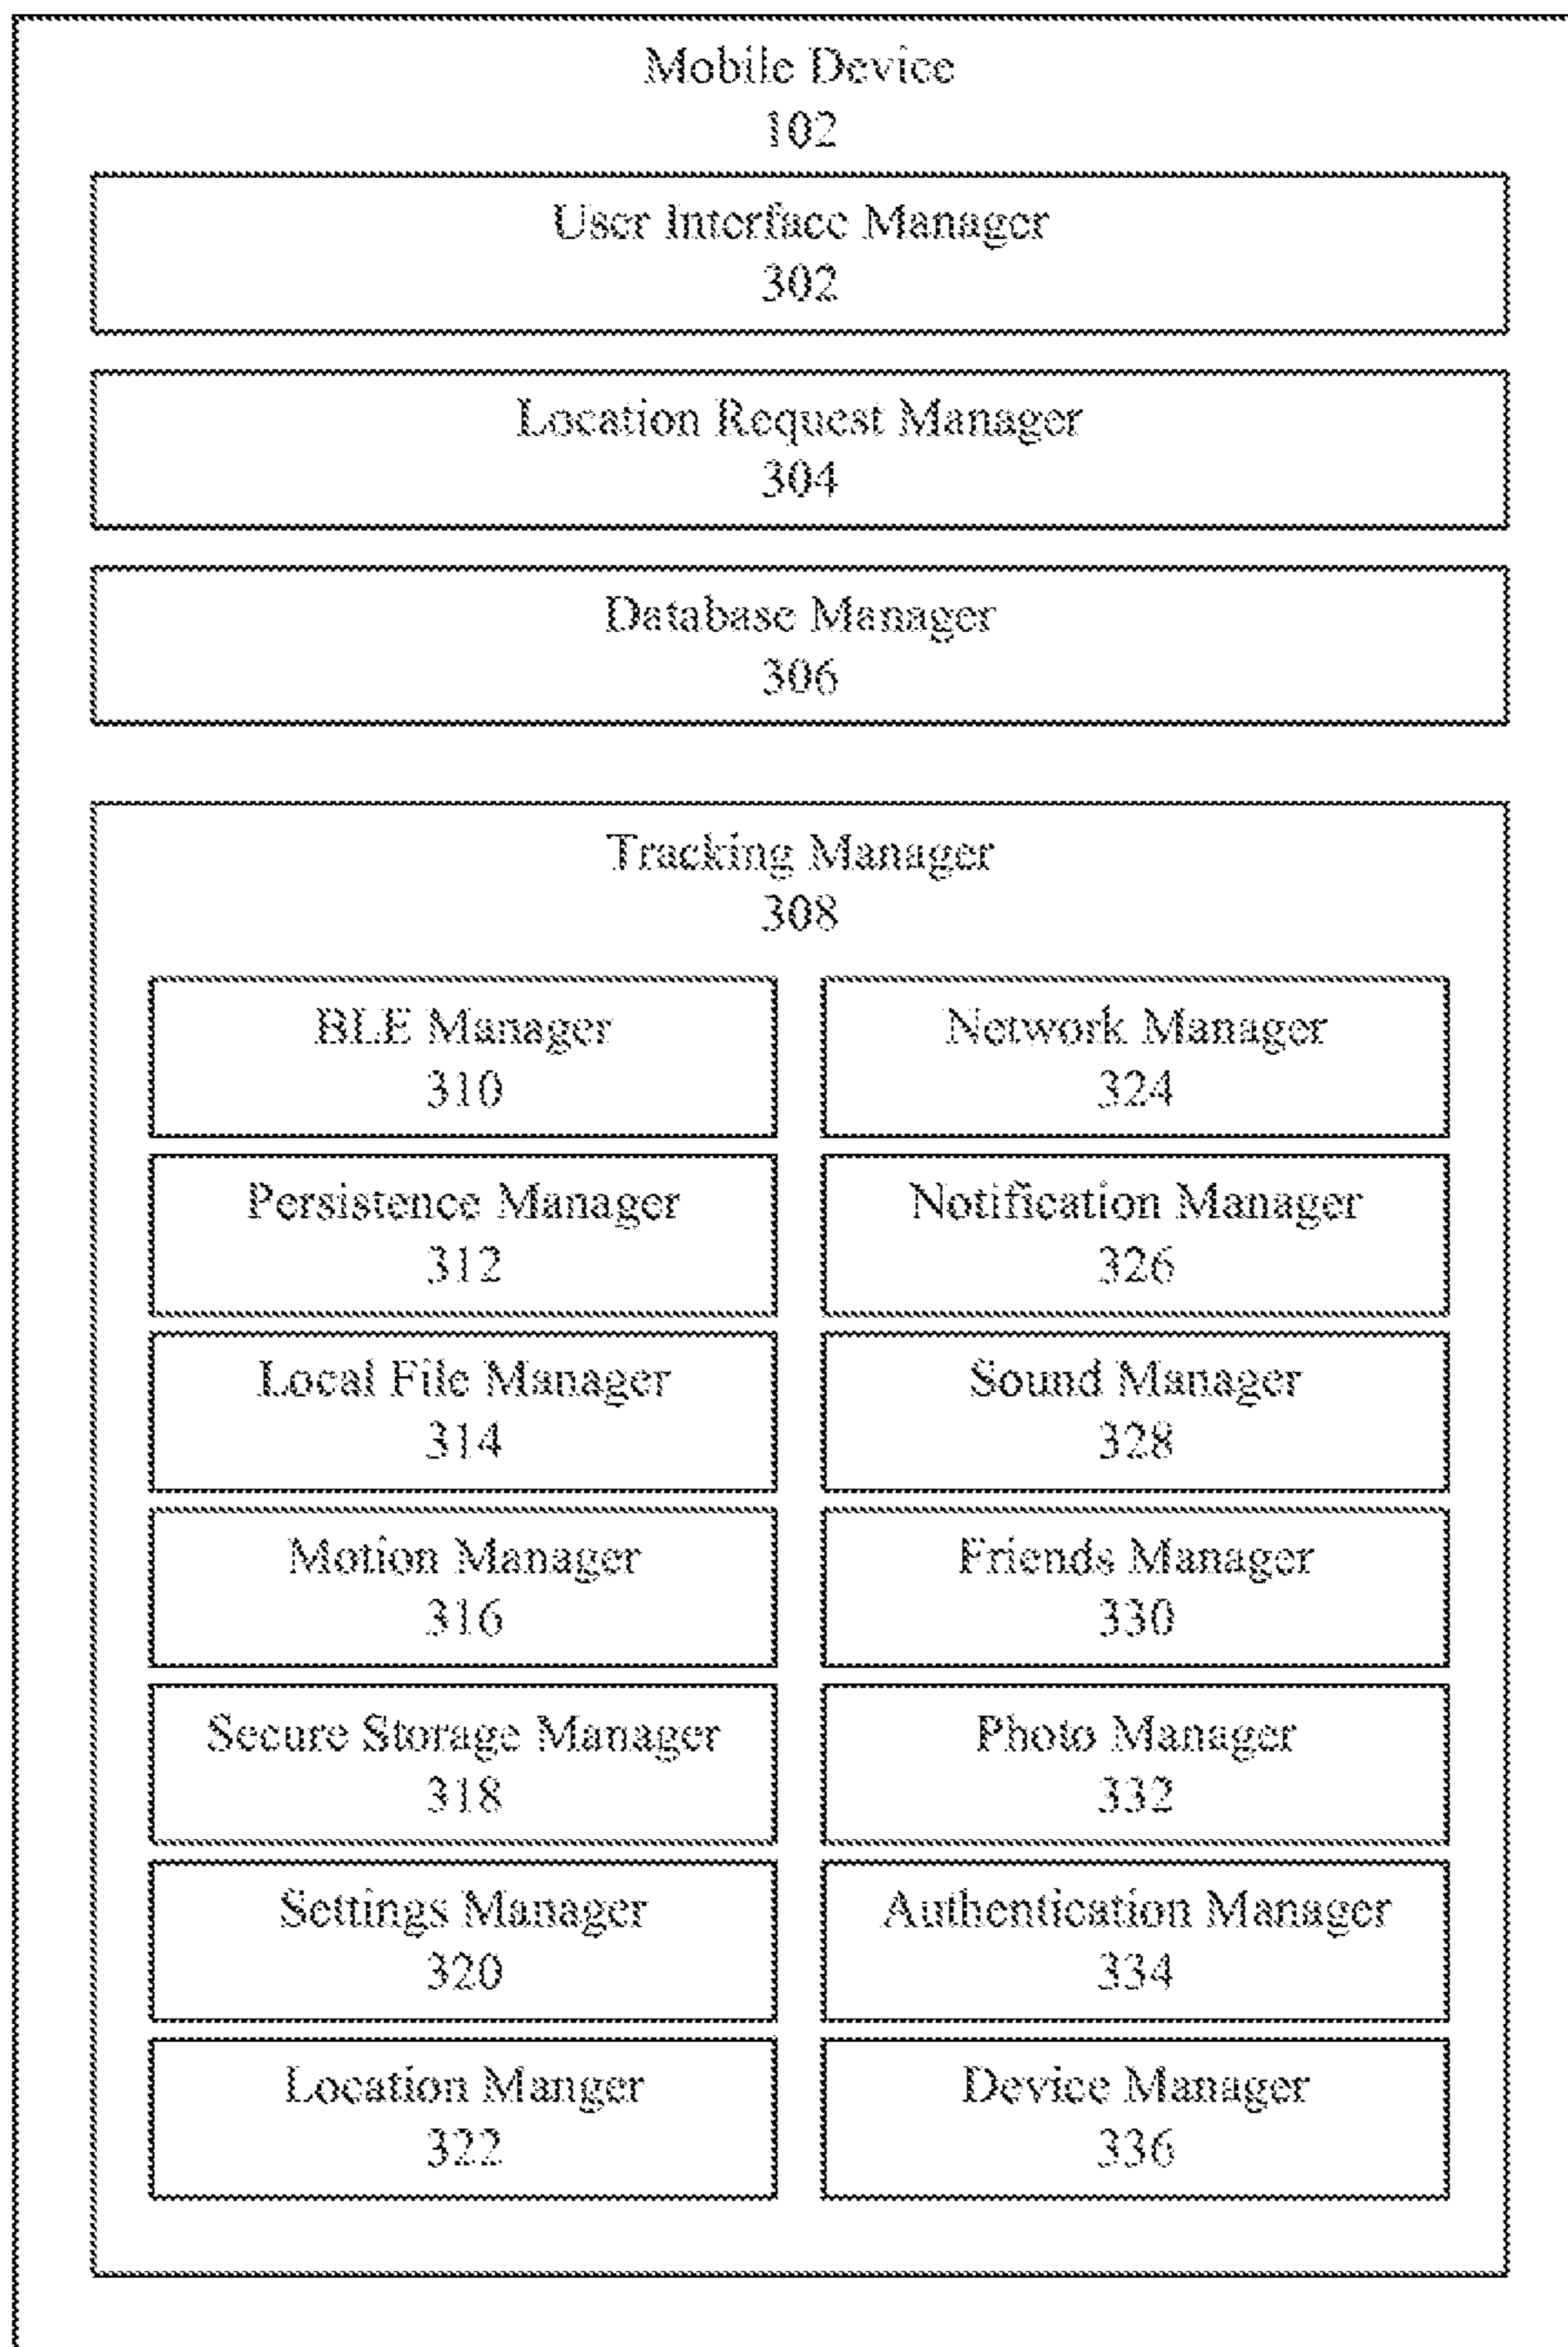 Mobile Device
102
User Interface Manager
302
Location Request Manager
304
Database Manager
306
Tracking Manager
308
BLE Manager
310
Network Manager
324
Persistence Manager
312
Notification Manager
326
Local File Manager
314
Sound Manager
328
Motion Manager
316
Friends Manager
330
Secure Storage Manager
318
Photo Manager
332
Settings Manager
320
Authentication Manager
334
Location Manger
322
Device Manager
336